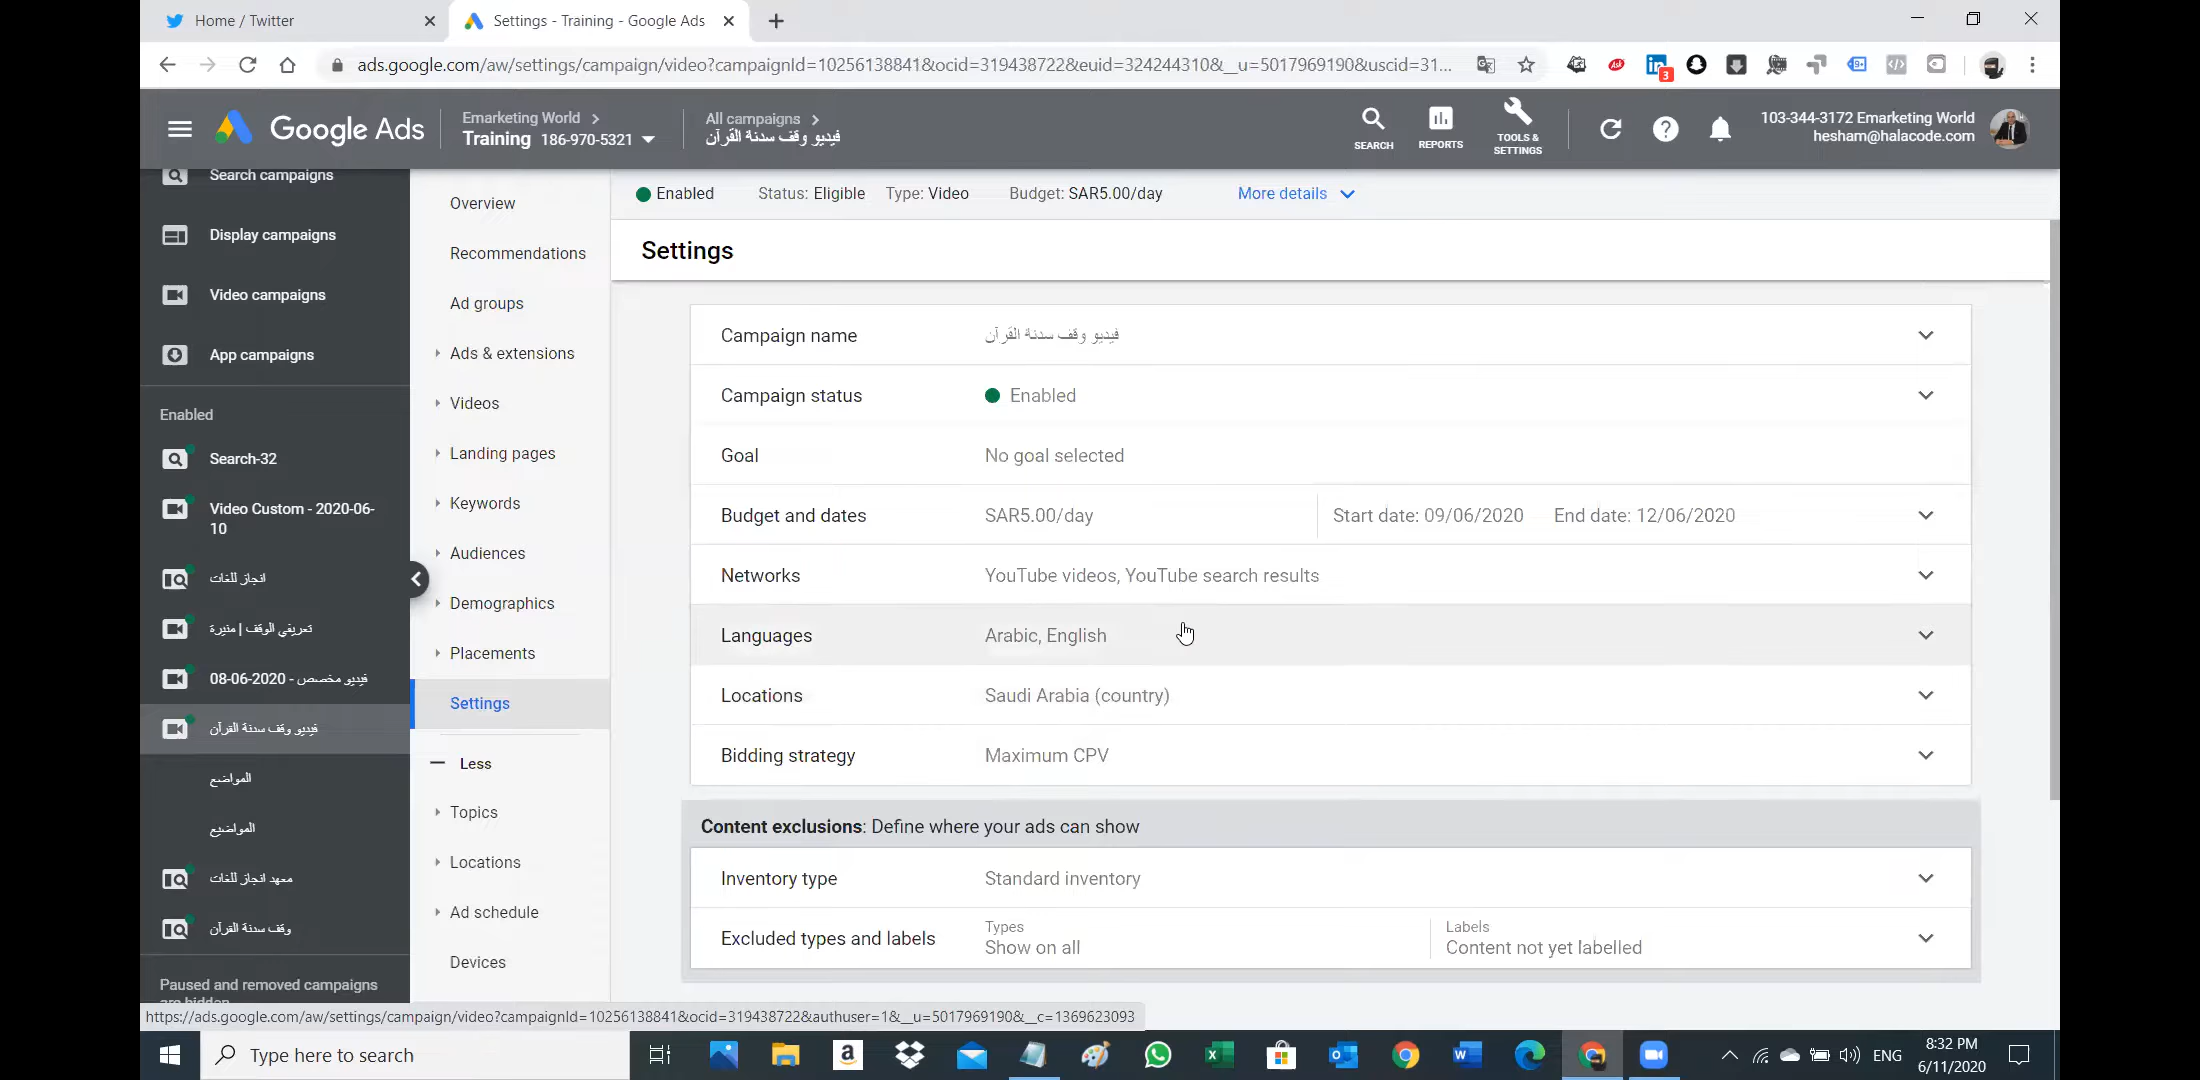 Home / Twitter
Settings - Training - Google Ads
ads.google.com/aw/settings/campaign/video?campaignId=10256138841&ocid=319438722&euid=324244310&__u=5017969190&uscid=31...
3
Google Ads
Emarketing World
Training 186-970-5321
All campaigns
فيديو وقف سدنة القرآن
SEARCH
REPORTS
TOOLS &
SETTINGS
103-344-3172 Emarketing World
hesham@halacode.com
Search campaigns
Display campaigns
Video campaigns
App campaigns
Enabled
Search-32
Video Custom - 2020-06-
10
انجاز للغات
تعريفي الوقف | منيرة
فيديو مخصص - 2020-06-08
فيديو وقف سدنة القرآن
المواضع
المواضيع
معهد انجاز للغات
وقف سدنة القرآن
Paused and removed campaigns
are hidden
Overview
Recommendations
Ad groups
Ads & extensions
Videos
Landing pages
Keywords
Audiences
Demographics
Placements
Settings
Less
Topics
Locations
Ad schedule
Devices
Enabled Status: Eligible Type: Video Budget: SAR5.00/day More details
Settings
Campaign name فيديو وقف سدنة القرآن
Campaign status Enabled
Goal No goal selected
Budget and dates SAR5.00/day Start date: 09/06/2020 End date: 12/06/2020
Networks YouTube videos, YouTube search results
Languages Arabic, English
Locations Saudi Arabia (country)
Bidding strategy Maximum CPV
Content exclusions: Define where your ads can show
Inventory type Standard inventory
Excluded types and labels
Types
Show on all
Labels
Content not yet labelled
https://ads.google.com/aw/settings/campaign/video?campaignId=10256138841&ocid=319438722&authuser=1&__u=5017969190&__c=1369623093
Type here to search
ENG
8:32 PM
6/11/2020